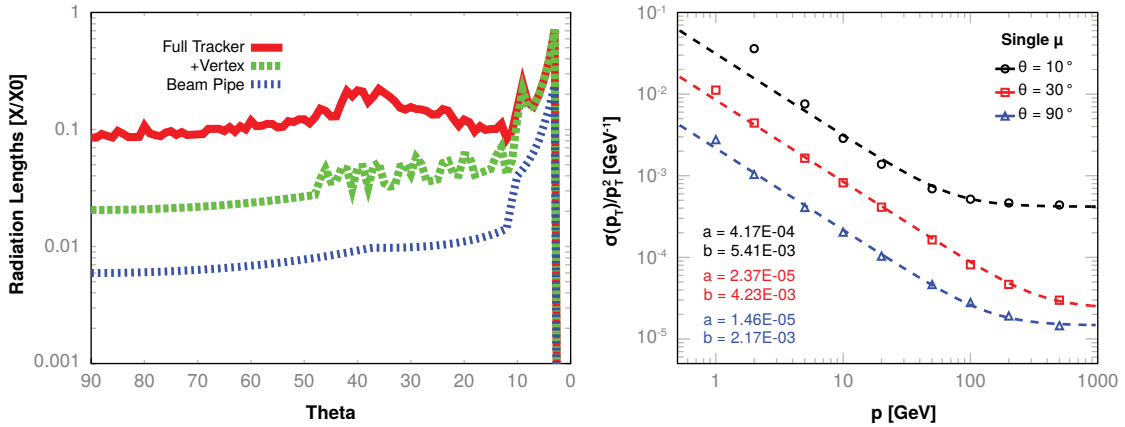 1
0.1
0.01
0.001
Radiation Lengths [X/X0]
Full Tracker
+Vertex
Beam Pipe
90 80 70 60 50 40 30 20 10 0
Theta
10⁻¹
10⁻²
10⁻³
10⁻⁴
10⁻⁵
σ(p_T)/p_T² [GeV⁻¹]
Single μ
θ = 10°
θ = 30°
θ = 90°
a = 4.17E-04
b = 5.41E-03
a = 2.37E-05
b = 4.23E-03
a = 1.46E-05
b = 2.17E-03
1 10 100 1000
p [GeV]